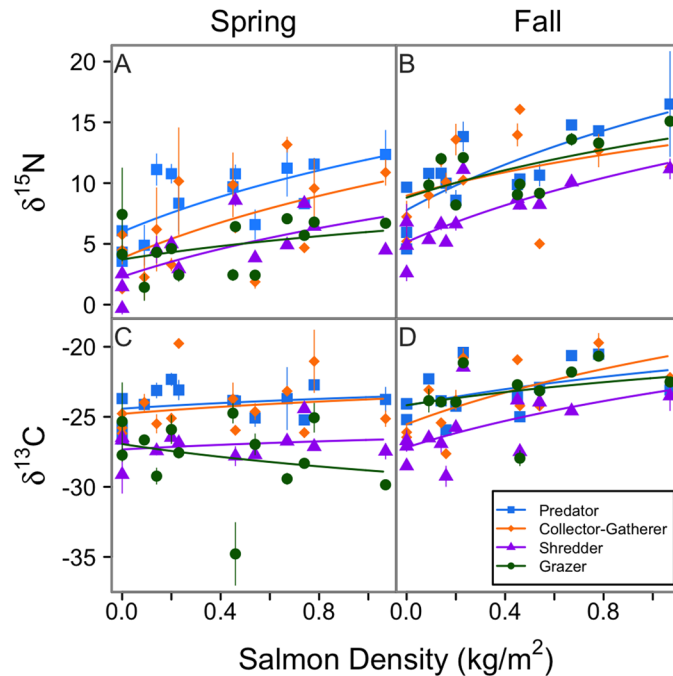 Spring Fall
A B
20
15
10
5
0
δ¹⁵N
C D
-20
-25
-30
-35
δ¹³C
Predator
Collector-Gatherer
Shredder
Grazer
0.0 0.4 0.8 0.0 0.4 0.8
Salmon Density (kg/m²)